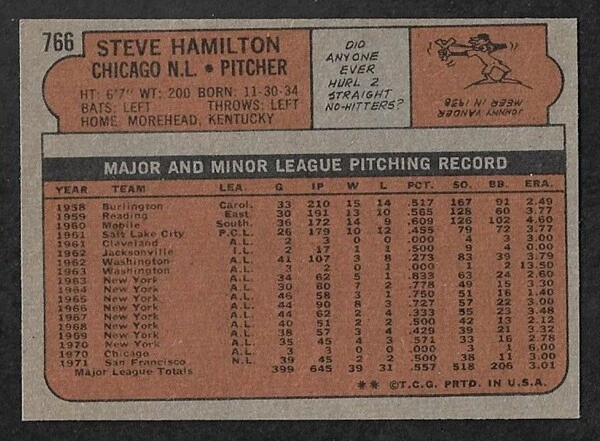 766
STEVE HAMILTON
CHICAGO N.L. • PITCHER
HT: 6'7" WT: 200 BORN: 11-30-34
BATS: LEFT THROWS: LEFT
HOME: MOREHEAD, KENTUCKY
DID
ANYONE
EVER
HURL 2
STRAIGHT
NO-HITTERS?
JOHNNY VANDER
MEER IN 1938
MAJOR AND MINOR LEAGUE PITCHING RECORD
YEAR TEAM LEA. G IP W L PCT. SO. BB. ERA.
1958 Burlington Carol. 33 210 15 14 .517 167 91 2.49
1959 Reading East. 30 191 13 10 .565 128 60 3.77
1960 Mobile South. 36 172 14 9 .609 126 102 4.60
1961 Salt Lake City P.C.L. 26 179 10 12 .455 79 72 3.77
1961 Cleveland A.L. 2 3 0 0 .000 4 3 3.00
1962 Jacksonville I.L. 2 17 1 1 .500 9 4 0.00
1962 Washington A.L. 41 107 3 8 .273 83 39 3.79
1963 Washington A.L. 3 2 0 1 .000 1 2 13.50
1963 New York A.L. 34 62 5 1 .833 63 24 2.60
1964 New York A.L. 30 60 7 2 .778 49 15 3.30
1965 New York A.L. 46 58 3 1 .750 51 16 1.40
1966 New York A.L. 44 90 8 3 .727 57 22 3.00
1967 New York A.L. 44 62 2 4 .333 55 23 3.48
1968 New York A.L. 40 51 2 2 .500 42 13 2.12
1969 New York A.L. 38 57 3 4 .429 39 21 3.32
1970 New York A.L. 35 45 4 3 .571 33 16 2.78
1970 Chicago A.L. 3 3 0 0 .000 3 1 6.00
1971 San Francisco N.L. 39 45 2 2 .500 38 11 3.00
Major League Totals 399 645 39 31 .557 518 206 3.01
** ©T.C.G. PRTD. IN U.S.A.